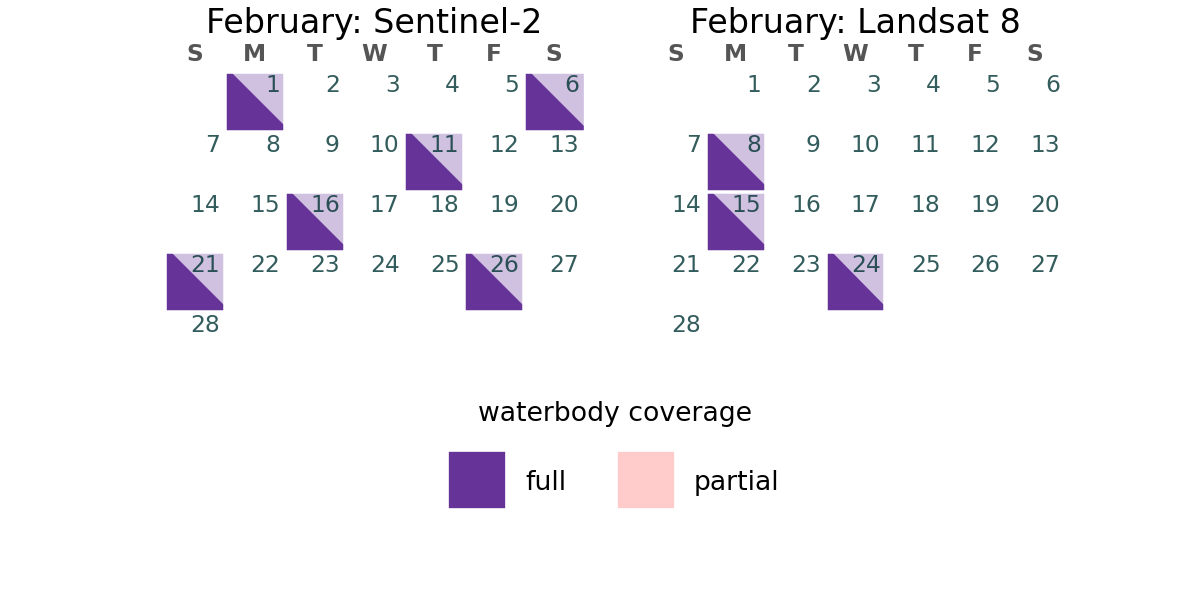 February: Sentinel-2
S M T W T F S
1 2 3 4 5 6
7 8 9 10 11 12 13
14 15 16 17 18 19 20
21 22 23 24 25 26 27
28
February: Landsat 8
S M T W T F S
1 2 3 4 5 6
7 8 9 10 11 12 13
14 15 16 17 18 19 20
21 22 23 24 25 26 27
28
waterbody coverage
full partial